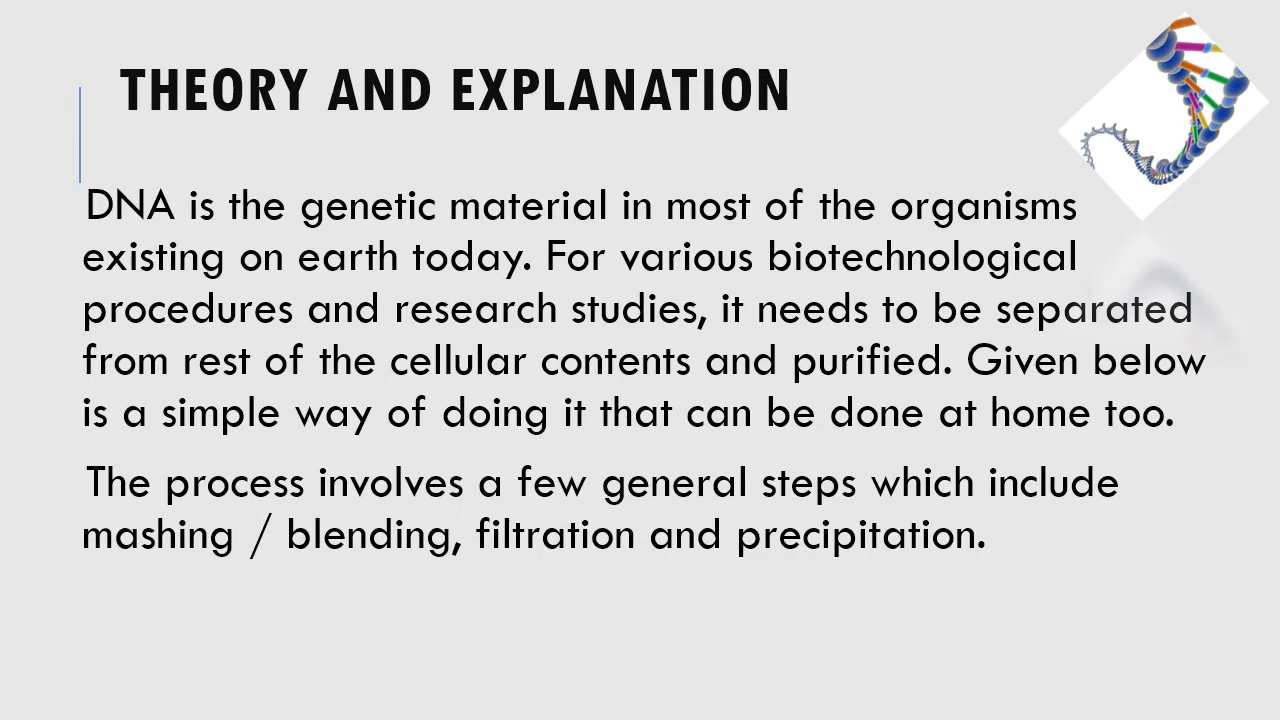 THEORY AND EXPLANATION
DNA is the genetic material in most of the organisms
existing on earth today. For various biotechnological
procedures and research studies, it needs to be separated
from rest of the cellular contents and purified. Given below
is a simple way of doing it that can be done at home too.
The process involves a few general steps which include
mashing / blending, filtration and precipitation.